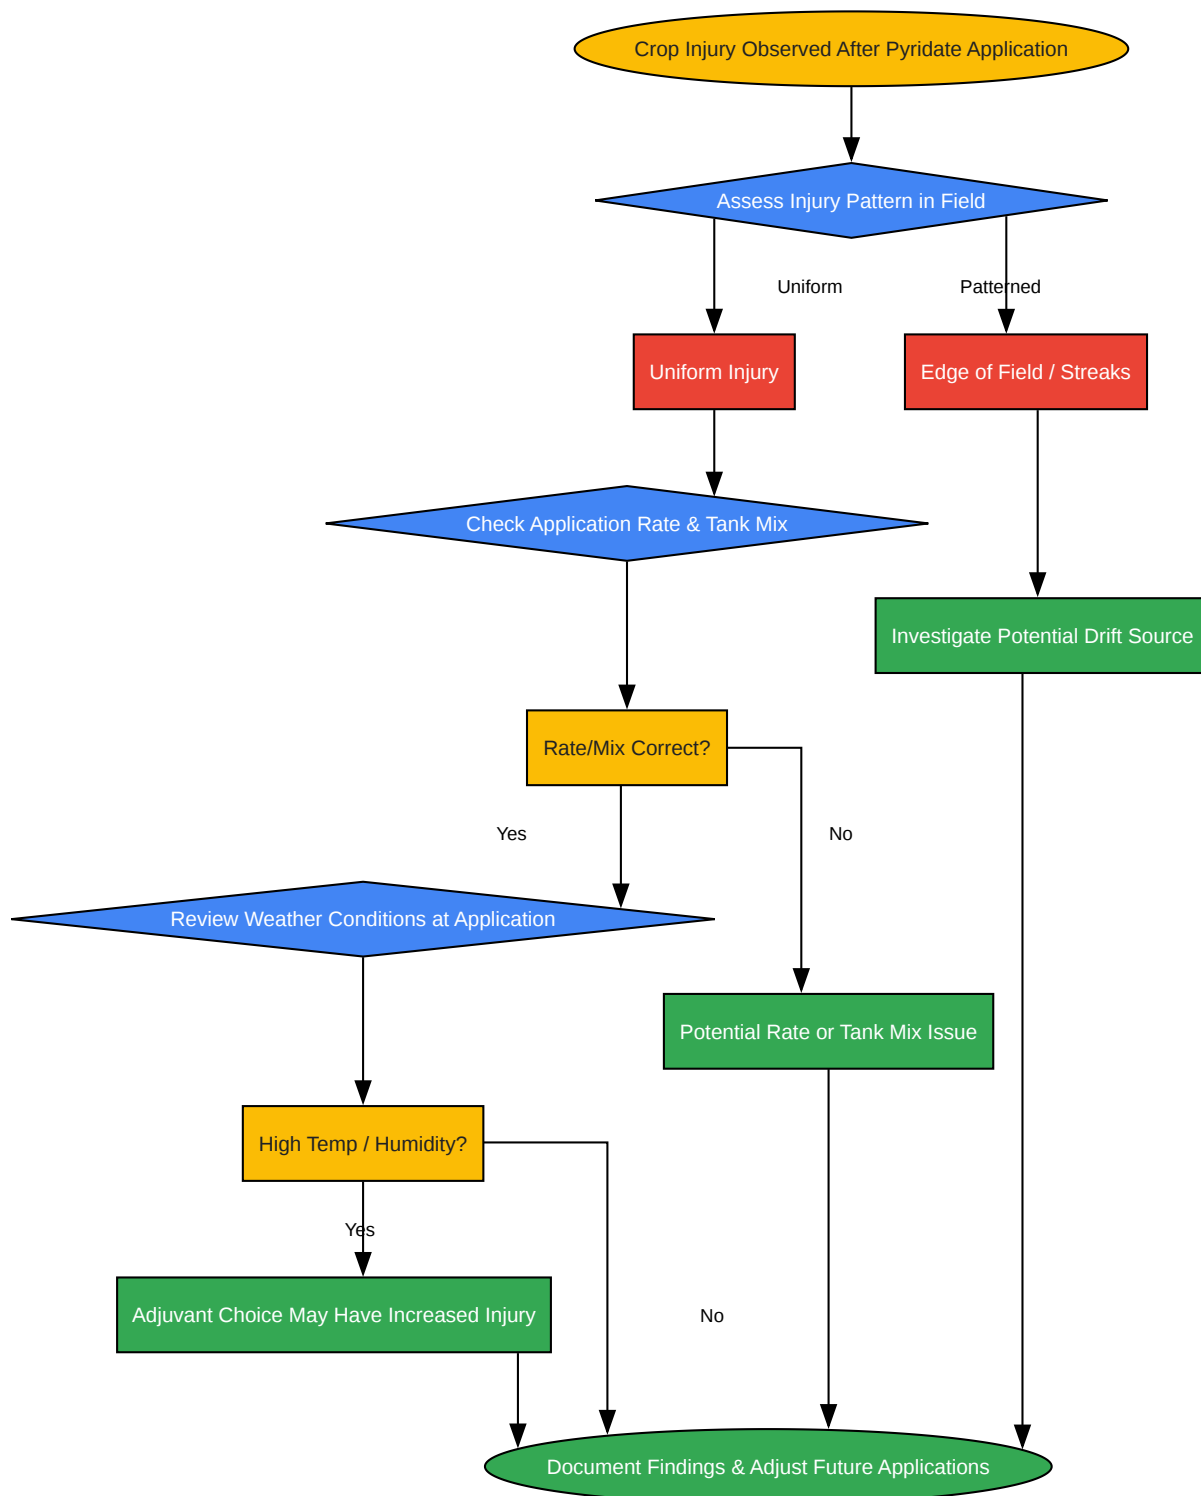 Crop Injury Observed After Pyridate Application
Assess Injury Pattern in Field
Uniform
Patterned
Uniform Injury
Edge of Field / Streaks
Check Application Rate & Tank Mix
Investigate Potential Drift Source
Rate/Mix Correct?
Yes
No
Review Weather Conditions at Application
Potential Rate or Tank Mix Issue
High Temp / Humidity?
Yes
Adjuvant Choice May Have Increased Injury
No
Document Findings & Adjust Future Applications